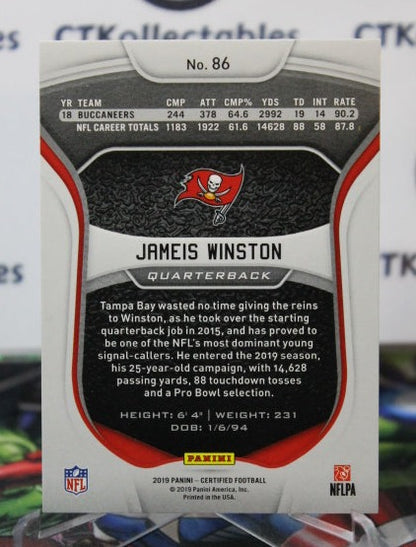 CTKollectables CTKollectables
No. 86
YR TEAM CMP ATT CMP% YDS TD INT RATE
18 BUCCANEERS 244 378 64.6 2992 19 14 90.2
NFL CAREER TOTALS 1183 1922 61.6 14628 88 58 87.8
JAMEIS WINSTON
QUARTERBACK
Tampa Bay wasted no time giving the reins
to Winston, as he took over the starting
quarterback job in 2015, and has proved to
be one of the NFL's most dominant young
signal-callers. He entered the 2019 season,
his 25-year-old campaign, with 14,628
passing yards, 88 touchdown tosses
and a Pro Bowl selection.
HEIGHT: 6' 4" | WEIGHT: 231
DOB: 1/6/94
PANINI
NFL
NFLPA
2019 PANINI - CERTIFIED FOOTBALL
© 2019 Panini America, Inc.
Printed in the USA.